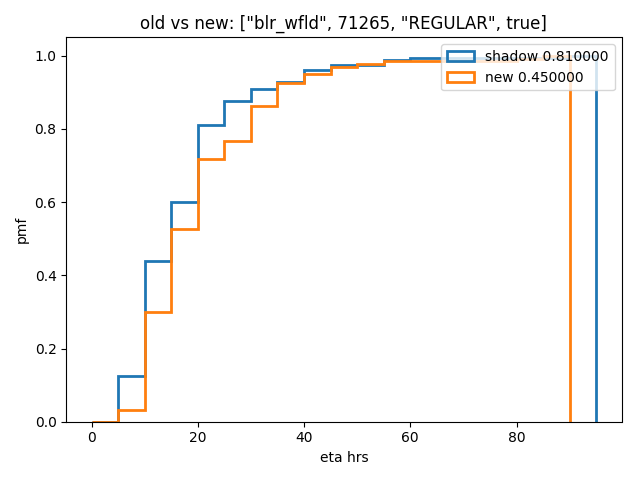 old vs new: ["blr_wfld", 71265, "REGULAR", true]
shadow 0.810000
new 0.450000
1.0
0.8
0.6
0.4
0.2
0.0
pmf
0 20 40 60 80
eta hrs